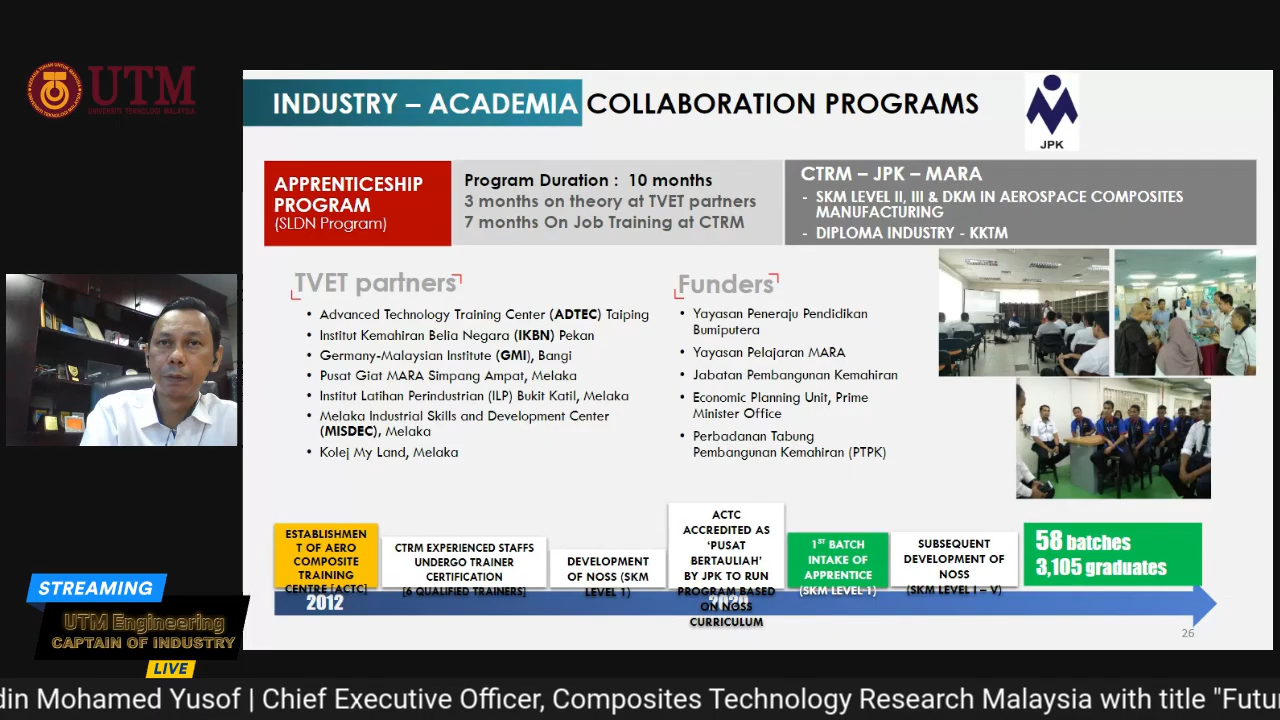 UTM
UNIVERSITI TEKNOLOGI MALAYSIA
INDUSTRY – ACADEMIA COLLABORATION PROGRAMS
JPK
APPRENTICESHIP
PROGRAM
(SLDN Program)
Program Duration : 10 months
3 months on theory at TVET partners
7 months On Job Training at CTRM
CTRM – JPK – MARA
- SKM LEVEL II, III & DKM IN AEROSPACE COMPOSITES
MANUFACTURING
- DIPLOMA INDUSTRY - KKTM
TVET partners
• Advanced Technology Training Center (ADTEC) Taiping
• Institut Kemahiran Belia Negara (IKBN) Pekan
• Germany-Malaysian Institute (GMI), Bangi
• Pusat Giat MARA Simpang Ampat, Melaka
• Institut Latihan Perindustrian (ILP) Bukit Katil, Melaka
• Melaka Industrial Skills and Development Center
(MISDEC), Melaka
• Kolej My Land, Melaka
Funders
• Yayasan Peneraju Pendidikan
Bumiputera
• Yayasan Pelajaran MARA
• Jabatan Pembangunan Kemahiran
• Economic Planning Unit, Prime
Minister Office
• Perbadanan Tabung
Pembangunan Kemahiran (PTPK)
ESTABLISHMEN
T OF AERO
COMPOSITE
TRAINING
CENTRE [ACTC]
CTRM EXPERIENCED STAFFS
UNDERGO TRAINER
CERTIFICATION
[6 QUALIFIED TRAINERS]
DEVELOPMENT
OF NOSS (SKM
LEVEL 1)
ACTC
ACCREDITED AS
‘PUSAT
BERTAULIAH’
BY JPK TO RUN
PROGRAM BASED
ON NOSS
CURRICULUM
1ST BATCH
INTAKE OF
APPRENTICE
(SKM LEVEL 1)
SUBSEQUENT
DEVELOPMENT OF
NOSS
(SKM LEVEL I – V)
58 batches
3,105 graduates
2012
26
STREAMING
UTM Engineering
CAPTAIN OF INDUSTRY
LIVE
din Mohamed Yusof | Chief Executive Officer, Composites Technology Research Malaysia with title "Futu